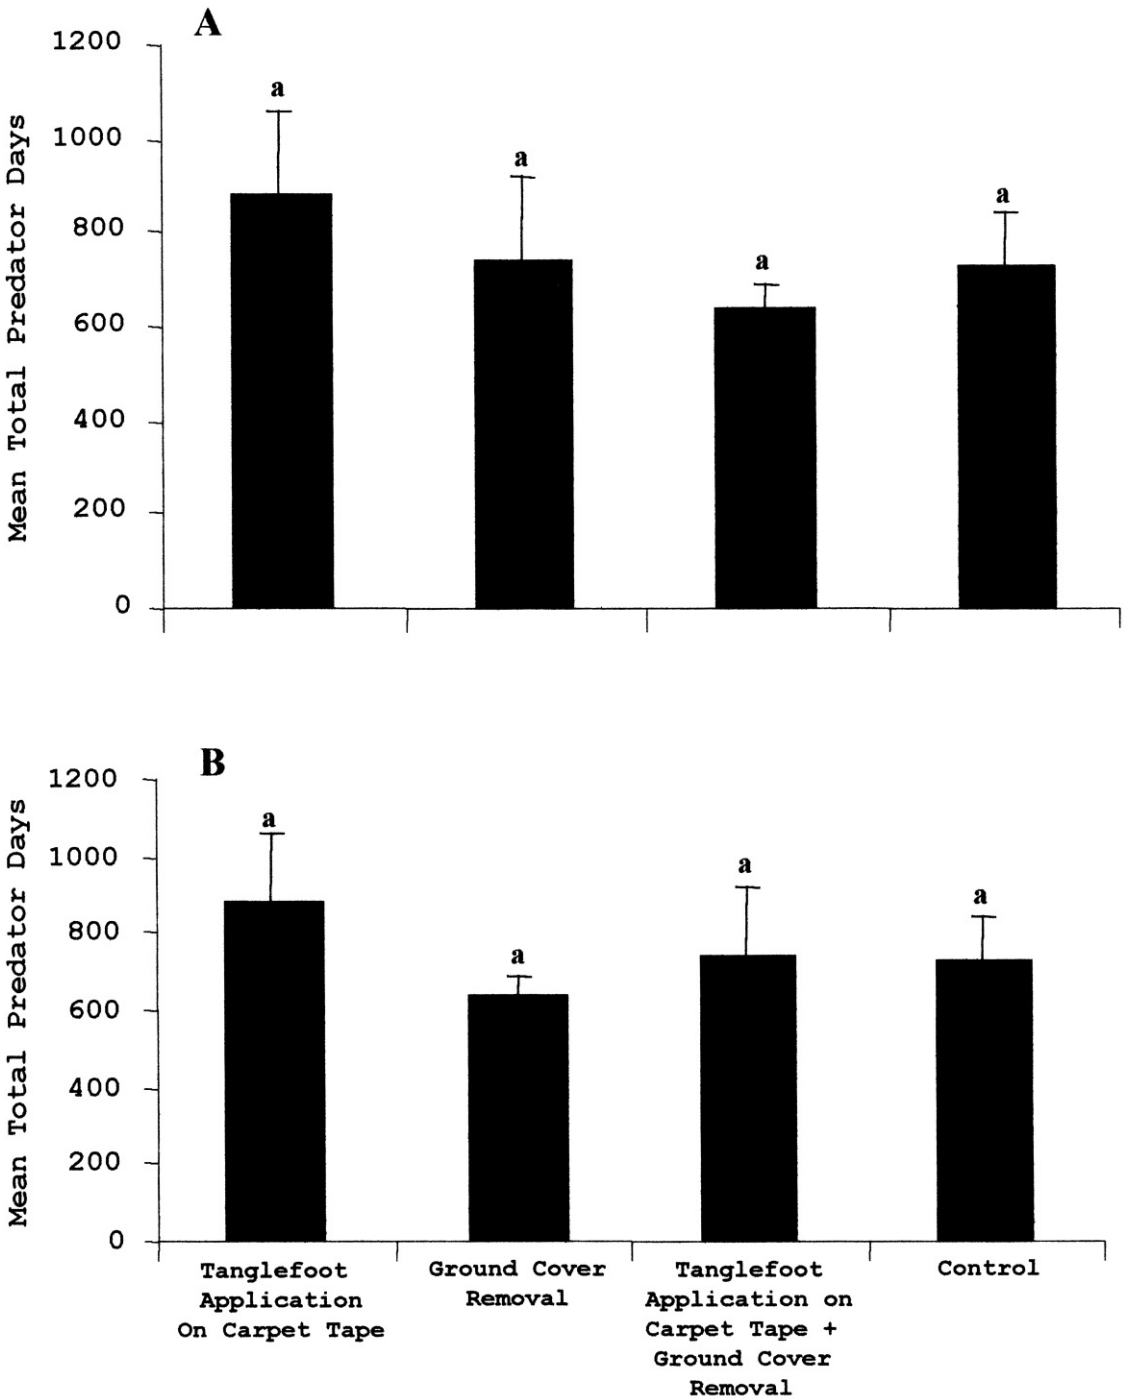 A
1200
1000
800
600
400
200
0
Mean Total Predator Days
a
a
a
a
B
1200
1000
800
600
400
200
0
Mean Total Predator Days
a
a
a
a
Tanglefoot
Application
On Carpet Tape
Ground Cover
Removal
Tanglefoot
Application on
Carpet Tape +
Ground Cover
Removal
Control